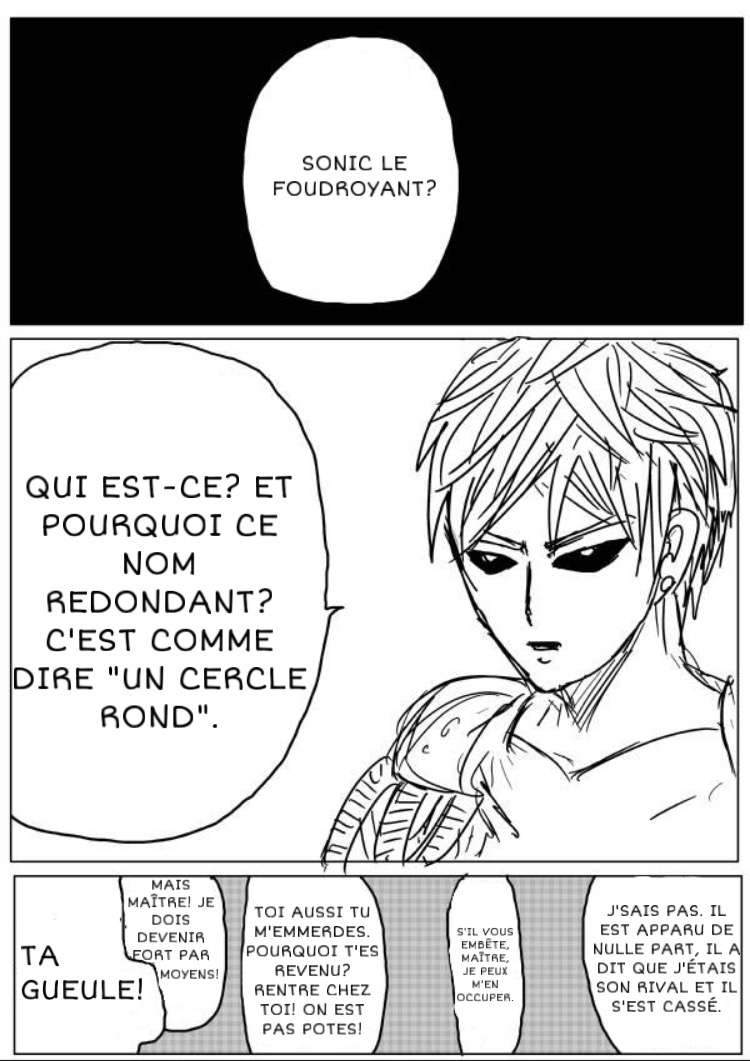 SONIC LE
FOUDROYANT?
QUI EST-CE? ET
POURQUOI CE
NOM
REDONDANT?
C'EST COMME
DIRE "UN CERCLE
ROND".
J'SAIS PAS. IL
EST APPARU DE
NULLE PART, IL A
DIT QUE J'ÉTAIS
SON RIVAL ET IL
S'EST CASSÉ.
S'IL VOUS
EMBÊTE,
MAÎTRE,
JE PEUX
M'EN
OCCUPER.
TOI AUSSI TU
M'EMMERDES.
POURQUOI T'ES
REVENU?
RENTRE CHEZ
TOI! ON EST
PAS POTES!
MAIS
MAÎTRE! JE
DOIS
DEVENIR
FORT PAR
MOYENS!
TA
GUEULE!